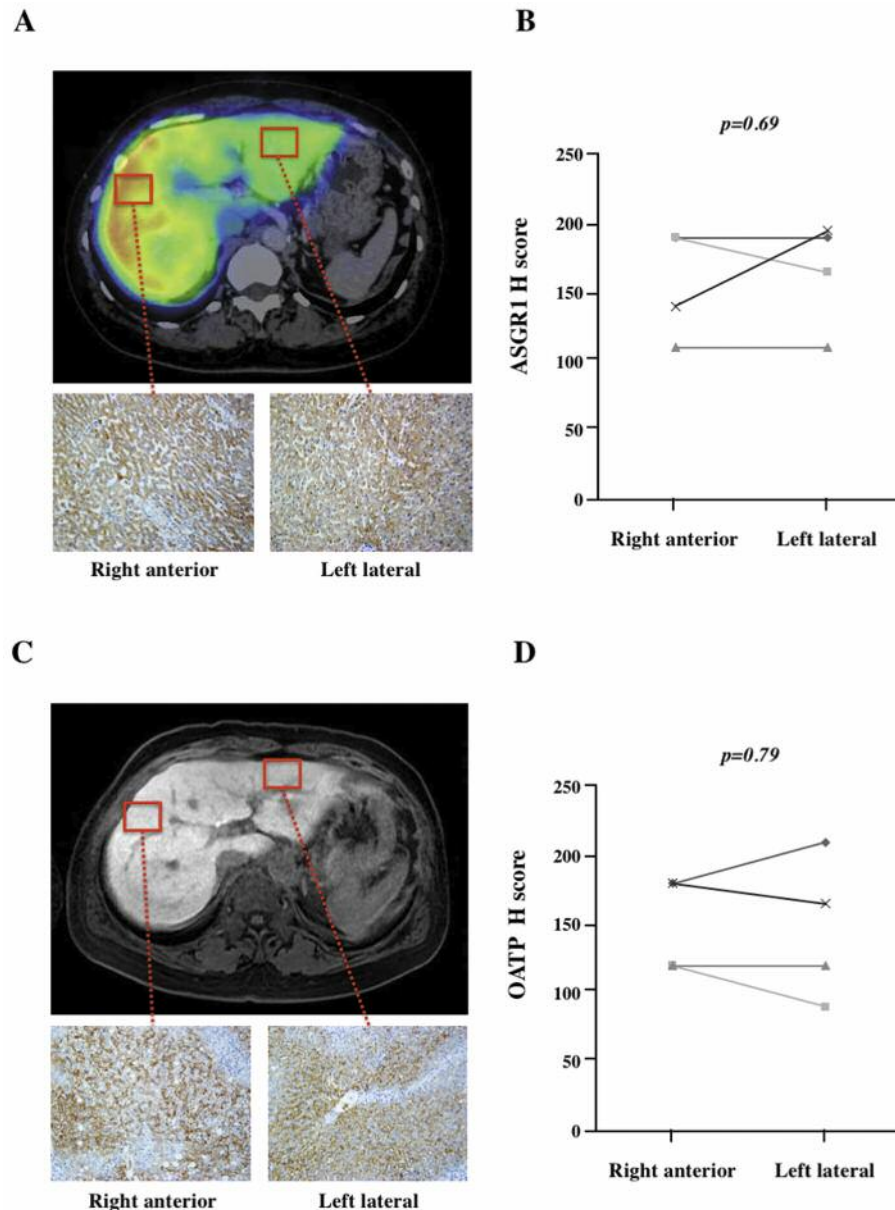 A
B
p=0.69
250
200
150
100
50
0
ASGR1 H score
Right anterior
Left lateral
Right anterior
Left lateral
C
D
p=0.79
250
200
150
100
50
0
OATP H score
Right anterior
Left lateral
Right anterior
Left lateral